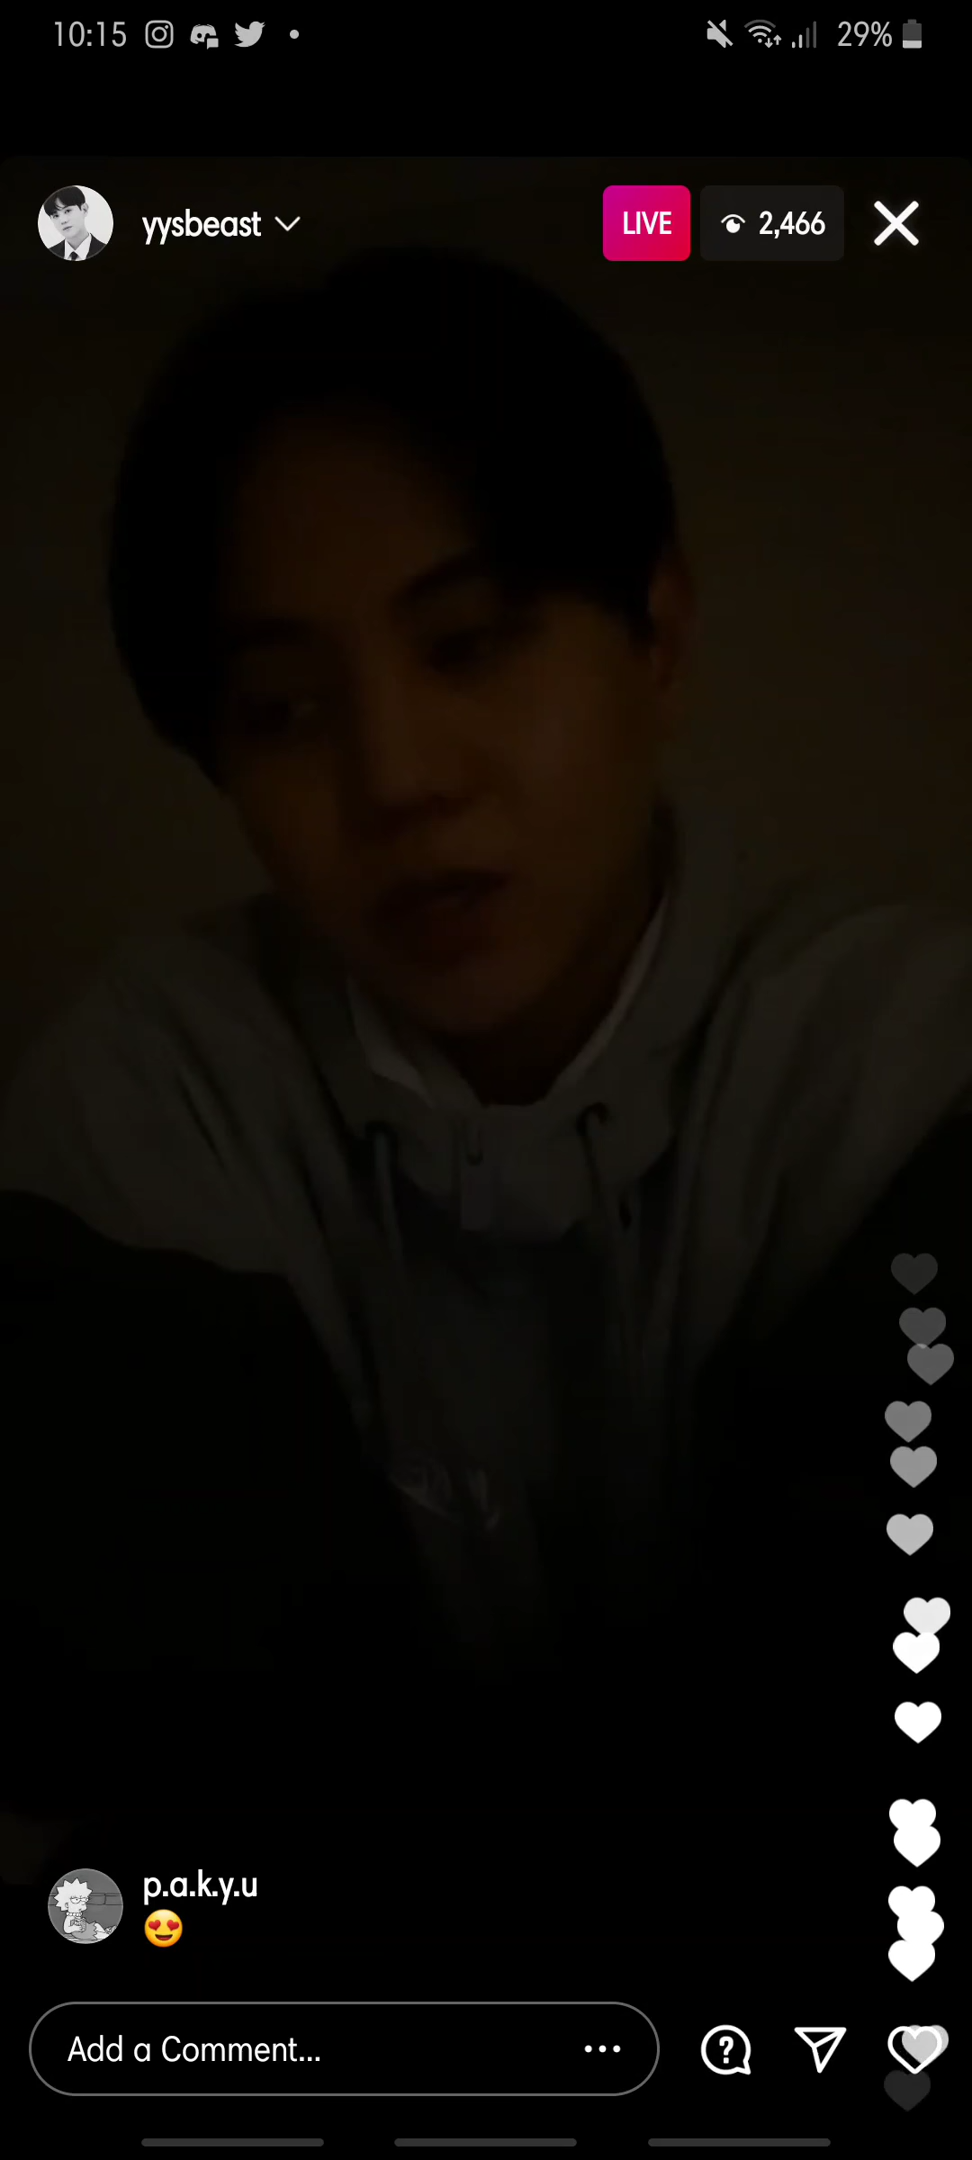 10:15
29%
yysbeast
LIVE
2,466
p.a.k.y.u
😍
Add a Comment...